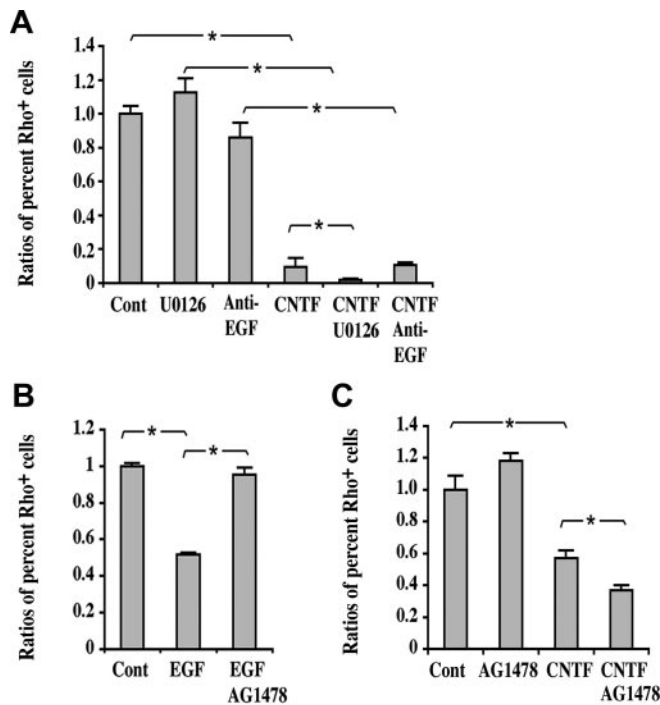 A
Ratios of percent Rho+ cells
1.4
1.2
1.0
0.8
0.6
0.4
0.2
0
*
*
*
*
Cont
U0126
Anti-
EGF
CNTF
CNTF
U0126
CNTF
Anti-
EGF
B
Ratios of percent Rho+ cells
1.2
1
0.8
0.6
0.4
0.2
0
*
*
Cont
EGF
EGF
AG1478
C
Ratios of percent Rho+ cells
1.4
1.2
1.0
0.8
0.6
0.4
0.2
0
*
*
Cont
AG1478
CNTF
CNTF
AG1478